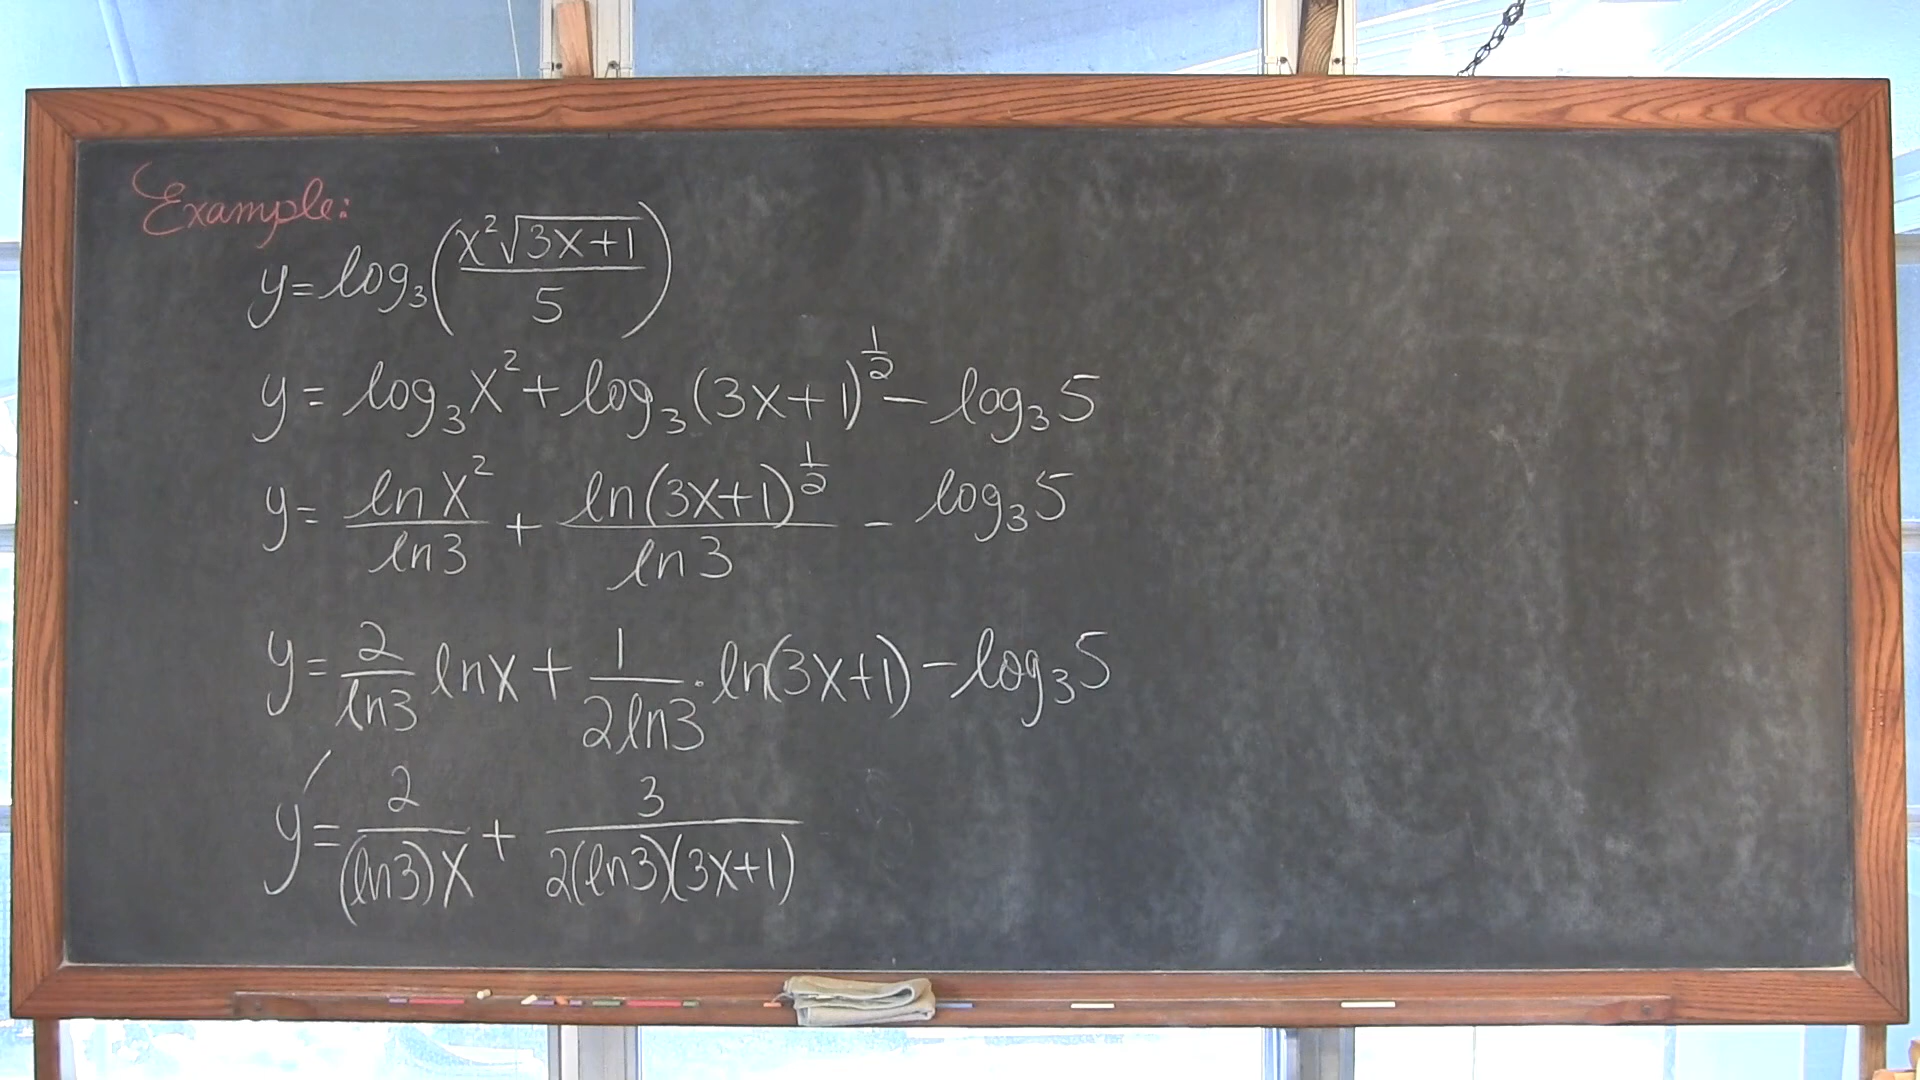 Example:
y = log₃(x²√(3x+1) / 5)
y = log₃x² + log₃(3x+1)^(1/2) − log₃5
y = ln x² / ln3 + ln(3x+1)^(1/2) / ln3 − log₃5
y = 2/ln3 lnx + 1/(2ln3) · ln(3x+1) − log₃5
y′ = 2/((ln3)x) + 3/(2(ln3)(3x+1))